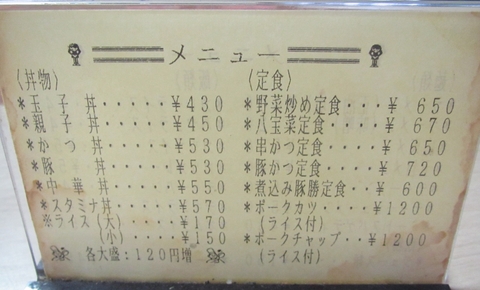 メニュー
(丼物)
*玉子丼・・・・・¥430
*親子丼・・・・・¥450
*かつ丼・・・・・¥530
*豚丼・・・・・¥530
*中華丼・・・・・¥550
*スタミナ丼・・・・¥570
※ライス(大)・・・¥170
(小)・・・¥150
各大盛:120円増
(定食)
*野菜炒め定食・・・¥650
*八宝菜定食・・・・¥670
*串かつ定食・・・・¥650
*豚かつ定食・・・・¥720
*煮込み豚勝定食・・¥600
*ポークカツ・・・¥1200
(ライス付)
*ポークチャップ・・¥1200
(ライス付)